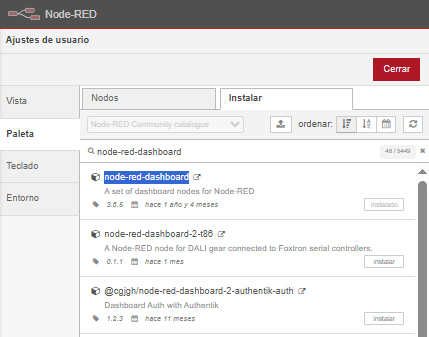 Node-RED
Ajustes de usuario
Cerrar
Vista
Paleta
Teclado
Entorno
Nodos
Instalar
Node-RED Community catalogue
ordenar:
node-red-dashboard
48 / 5449
node-red-dashboard
A set of dashboard nodes for Node-RED
3.6.6 hace 1 año y 4 meses
instalado
node-red-dashboard-2-t86
A Node-RED node for DALI gear connected to Foxtron serial controllers.
0.1.1 hace 1 mes
instalar
@cgjgh/node-red-dashboard-2-authentik-auth
Dashboard Auth with Authentik
1.2.3 hace 11 meses
instalar